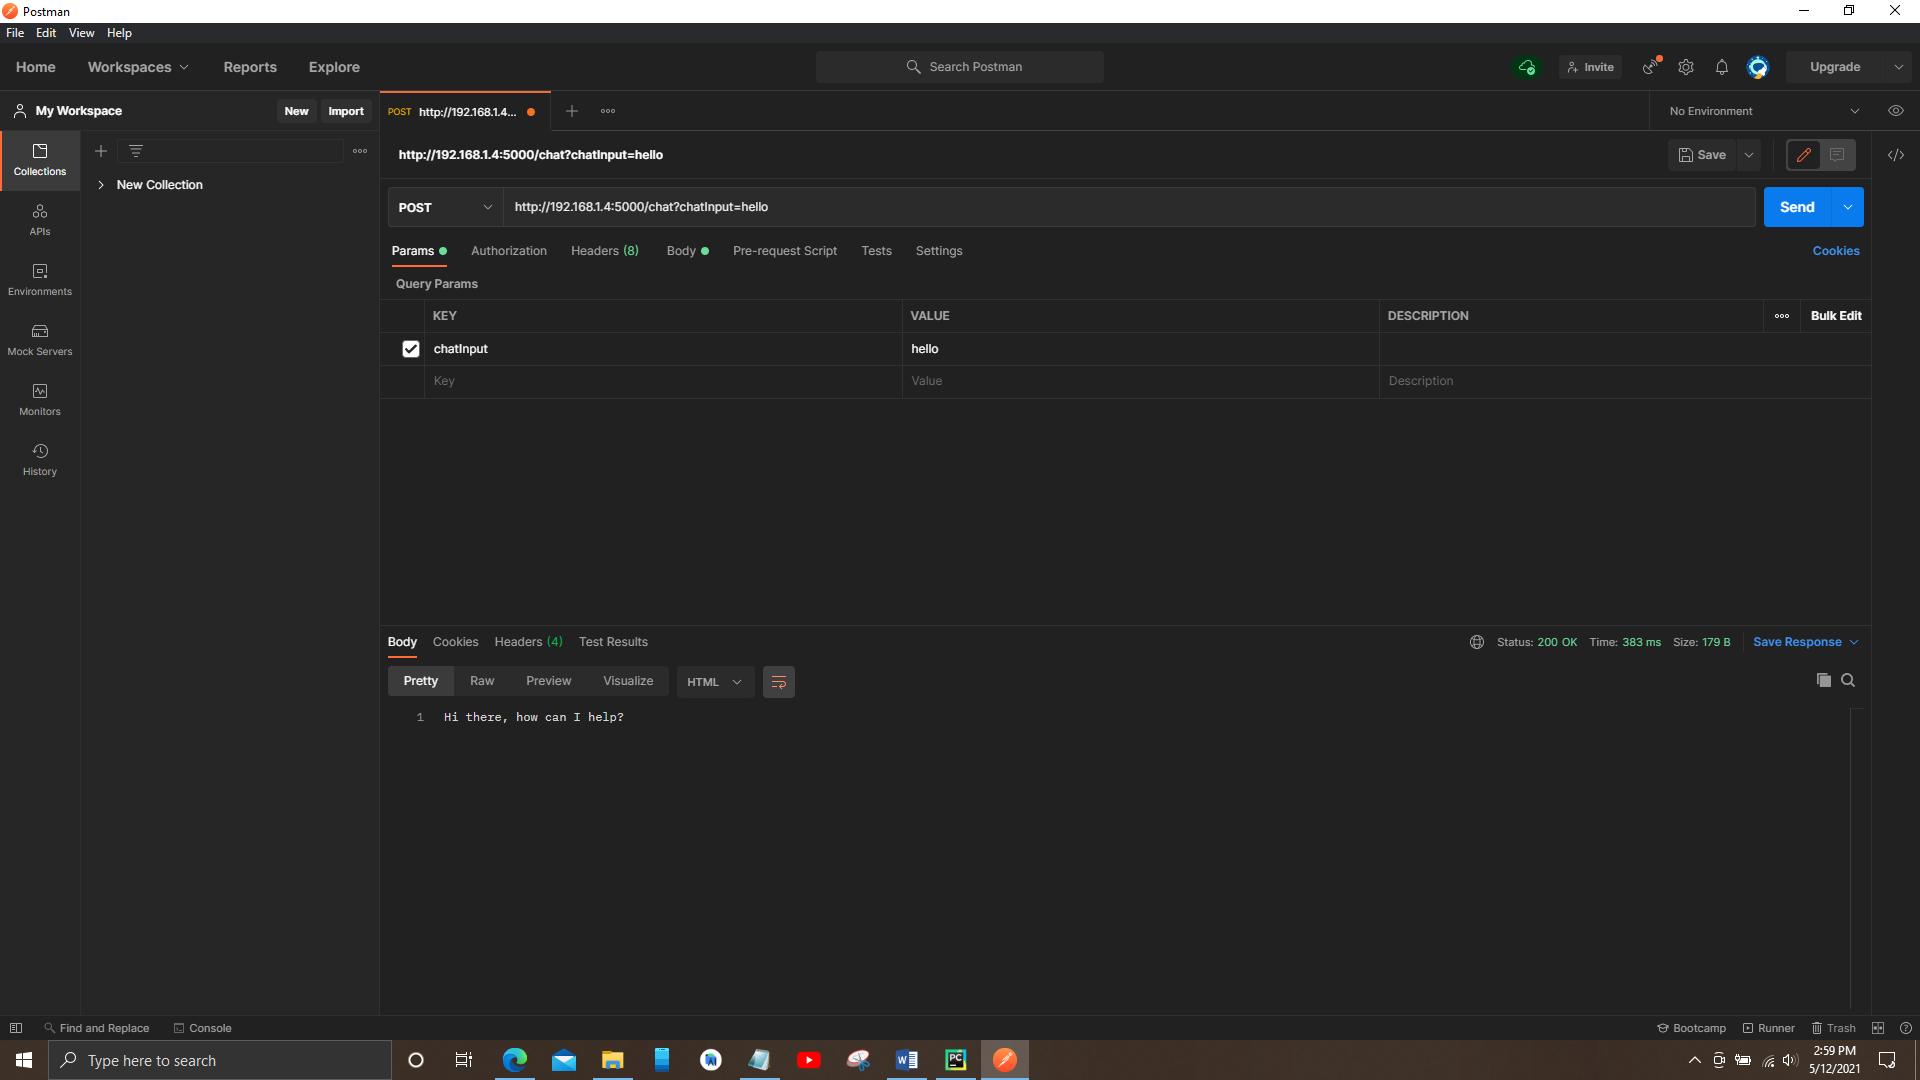 Postman
File Edit View Help
Home Workspaces Reports Explore
Search Postman
Invite
Upgrade
My Workspace
New Import
POST http://192.168.1.4...
No Environment
Collections
New Collection
http://192.168.1.4:5000/chat?chatInput=hello
Save
APIs
POST http://192.168.1.4:5000/chat?chatInput=hello
Send
Params Authorization Headers (8) Body Pre-request Script Tests Settings
Cookies
Environments
Query Params
KEY VALUE DESCRIPTION
Bulk Edit
Mock Servers
chatInput hello
Key Value Description
Monitors
History
Body Cookies Headers (4) Test Results
Status: 200 OK Time: 383 ms Size: 179 B
Save Response
Pretty Raw Preview Visualize HTML
1 Hi there, how can I help?
Find and Replace Console
Bootcamp Runner Trash
Type here to search
W
PC
2:59 PM
5/12/2021